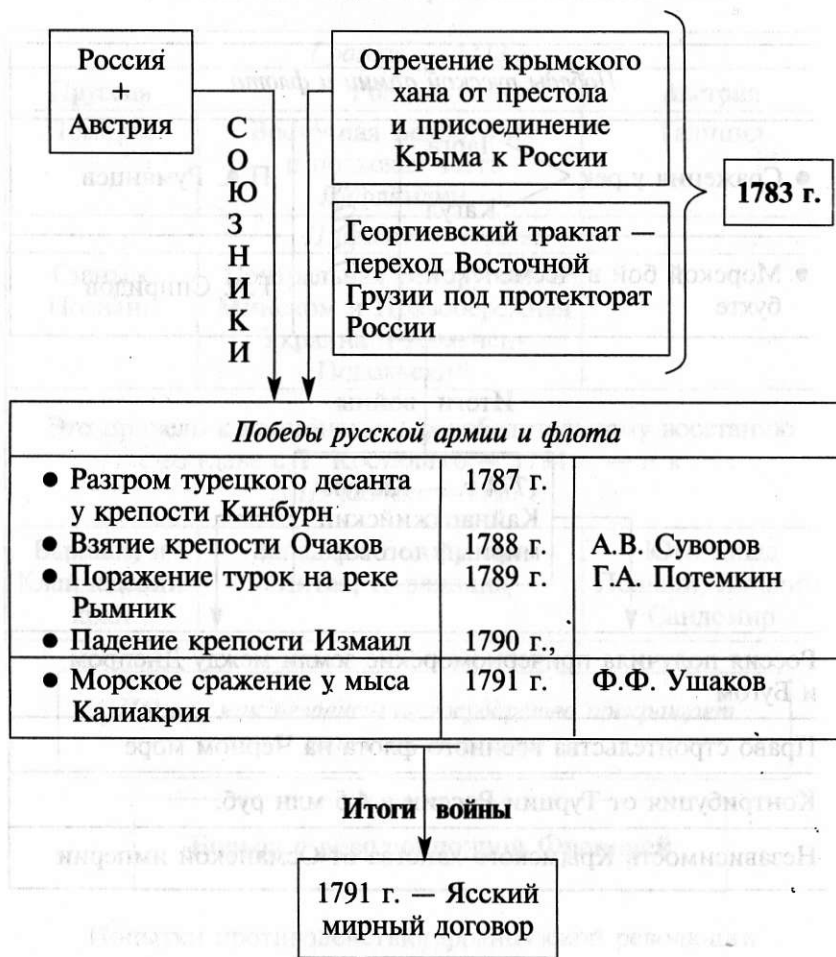 Россия
+
Австрия
СОЮЗНИКИ
Отречение крымского
хана от престола
и присоединение
Крыма к России
Георгиевский трактат —
переход Восточной
Грузии под протекторат
России
1783 г.
Победы русской армии и флота
● Разгром турецкого десанта
у крепости Кинбурн
1787 г.
● Взятие крепости Очаков
1788 г.
А.В. Суворов
● Поражение турок на реке
Рымник
1789 г.
Г.А. Потемкин
● Падение крепости Измаил
1790 г.,
● Морское сражение у мыса
Калиакрия
1791 г.
Ф.Ф. Ушаков
Итоги войны
1791 г. — Ясский
мирный договор